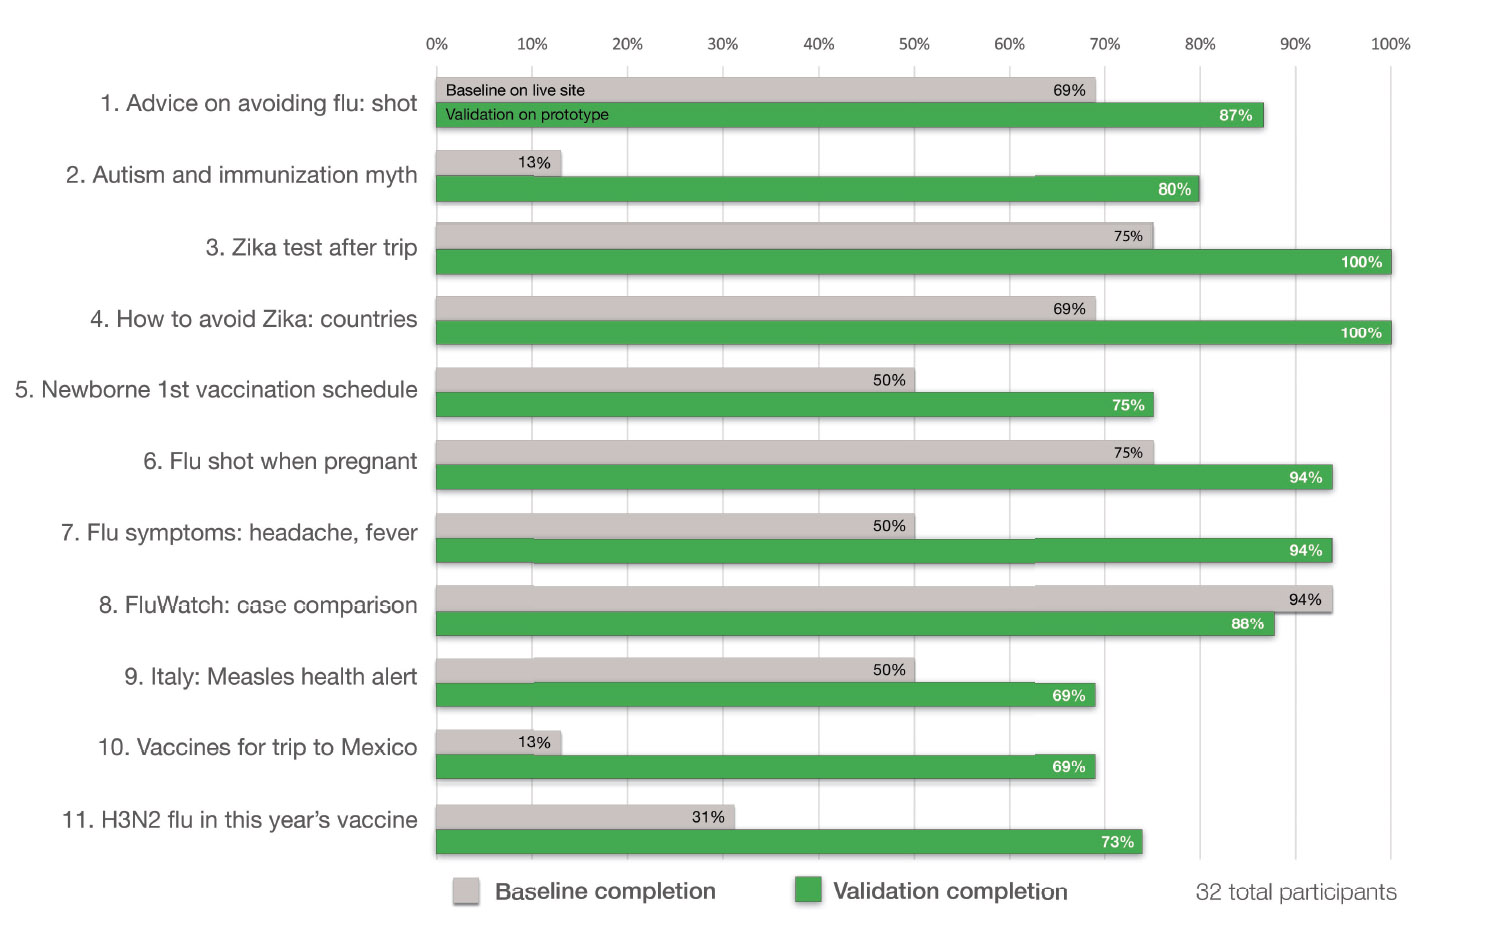 0% 10% 20% 30% 40% 50% 60% 70% 80% 90% 100%
1. Advice on avoiding flu: shot
Baseline on live site 69%
Validation on prototype 87%
2. Autism and immunization myth
13%
80%
3. Zika test after trip
75%
100%
4. How to avoid Zika: countries
69%
100%
5. Newborne 1st vaccination schedule
50%
75%
6. Flu shot when pregnant
75%
94%
7. Flu symptoms: headache, fever
50%
94%
8. FluWatch: case comparison
94%
88%
9. Italy: Measles health alert
50%
69%
10. Vaccines for trip to Mexico
13%
69%
11. H3N2 flu in this year’s vaccine
31%
73%
Baseline completion Validation completion 32 total participants